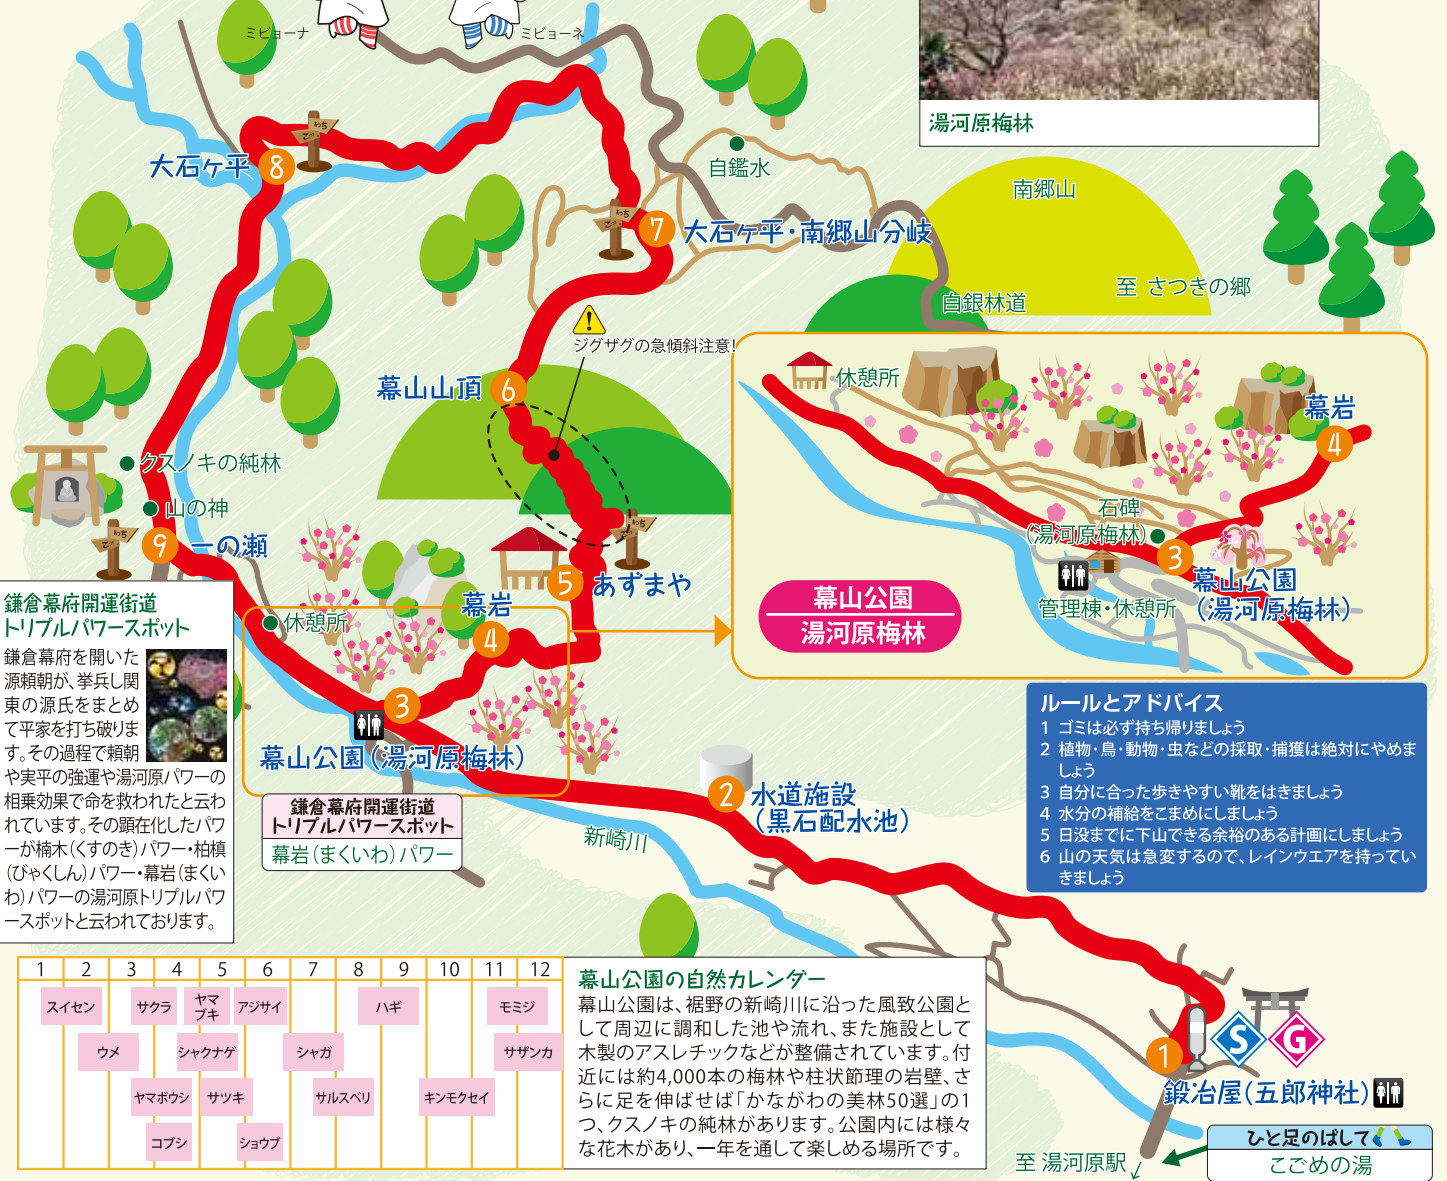 ミピョーナ
ミピョーネ
湯河原梅林
わち
大石ヶ平
8
自鑑水
南郷山
わち
7
大石ケ平・南郷山分岐
至 さつきの郷
白銀林道
ジグザグの急傾斜注意!
幕山山頂
6
クスノキの純林
山の神
わち
9
一の瀬
わち
5
あずまや
幕岩
4
休憩所
3
幕山公園(湯河原梅林)
休憩所
幕岩
4
石碑
(湯河原梅林)
3
幕山公園
(湯河原梅林)
管理棟・休憩所
幕山公園
湯河原梅林
鎌倉幕府開運街道
トリプルパワースポット
鎌倉幕府を開いた
源頼朝が、挙兵し関
東の源氏をまとめ
て平家を打ち破りま
す。その過程で頼朝
や実平の強運や湯河原パワーの
相乗効果で命を救われたと云わ
れています。その顕在化したパワ
ーが楠木(くすのき)パワー・柏槙
(びゃくしん)パワー・幕岩(まくい
わ)パワーの湯河原トリプルパワ
ースポットと云われております。
鎌倉幕府開運街道
トリプルパワースポット
幕岩(まくいわ)パワー
新崎川
2
水道施設
(黒石配水池)
ルールとアドバイス
1 ゴミは必ず持ち帰りましょう
2 植物・鳥・動物・虫などの採取・捕獲は絶対にやめま
しょう
3 自分に合った歩きやすい靴をはきましょう
4 水分の補給をこまめにしましょう
5 日没までに下山できる余裕のある計画にしましょう
6 山の天気は急変するので、レインウエアを持ってい
きましょう
1 2 3 4 5 6 7 8 9 10 11 12
スイセン サクラ ヤマ
ブキ アジサイ ハギ モミジ
ウメ シャクナゲ シャガ サザンカ
ヤマボウシ サツキ サルスベリ キンモクセイ
コブシ ショウブ
幕山公園の自然カレンダー
幕山公園は、裾野の新崎川に沿った風致公園と
して周辺に調和した池や流れ、また施設として
木製のアスレチックなどが整備されています。付
近には約4,000本の梅林や柱状節理の岩壁、さ
らに足を伸ばせば「かながわの美林50選」の1
つ、クスノキの純林があります。公園内には様々
な花木があり、一年を通して楽しめる場所です。
1
S
G
鍛冶屋(五郎神社)
ひと足のばして
こごめの湯
至 湯河原駅